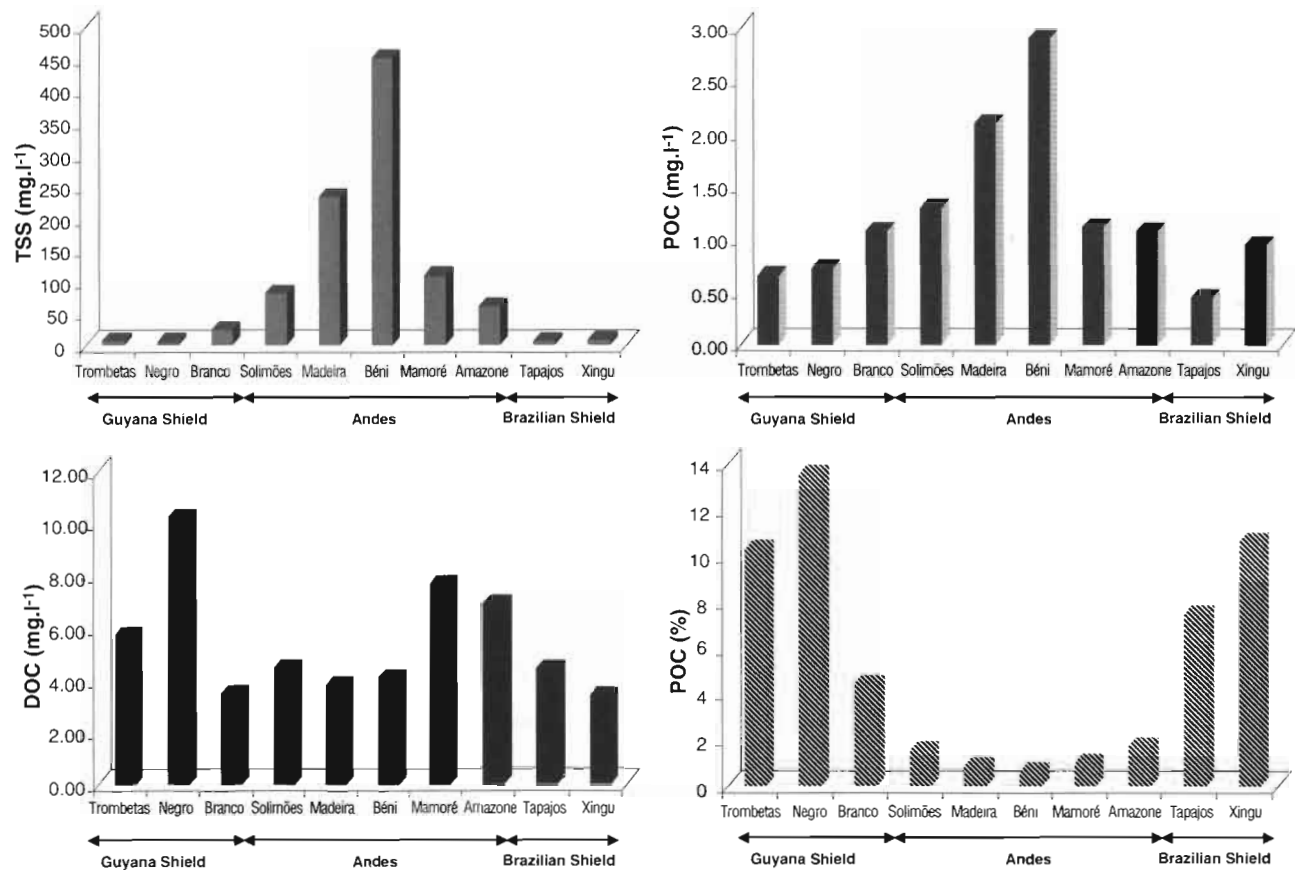 TSS (mg.l-1)
500
450
400
350
300
250
200
150
100
50
0
Trombetas Negro Branco Solimões Madeira Béni Mamoré Amazone Tapajos Xingu
Guyana Shield Andes Brazilian Shield
POC (mg.l-1)
3.00
2.50
2.00
1.50
1.00
0.50
0.00
Trombetas Negro Branco Solimões Madeira Béni Mamoré Amazone Tapajos Xingu
Guyana Shield Andes Brazilian Shield
DOC (mg.l-1)
12.00
10.00
8.00
6.00
4.00
2.00
0.00
Trombetas Negro Branco Solimões Madeira Béni Mamoré Amazone Tapajos Xingu
Guyana Shield Andes Brazilian Shield
POC (%)
14
12
10
8
6
4
2
0
Trombetas Negro Branco Solimões Madeira Béni Mamoré Amazone Tapajos Xingu
Guyana Shield Andes Brazilian Shield